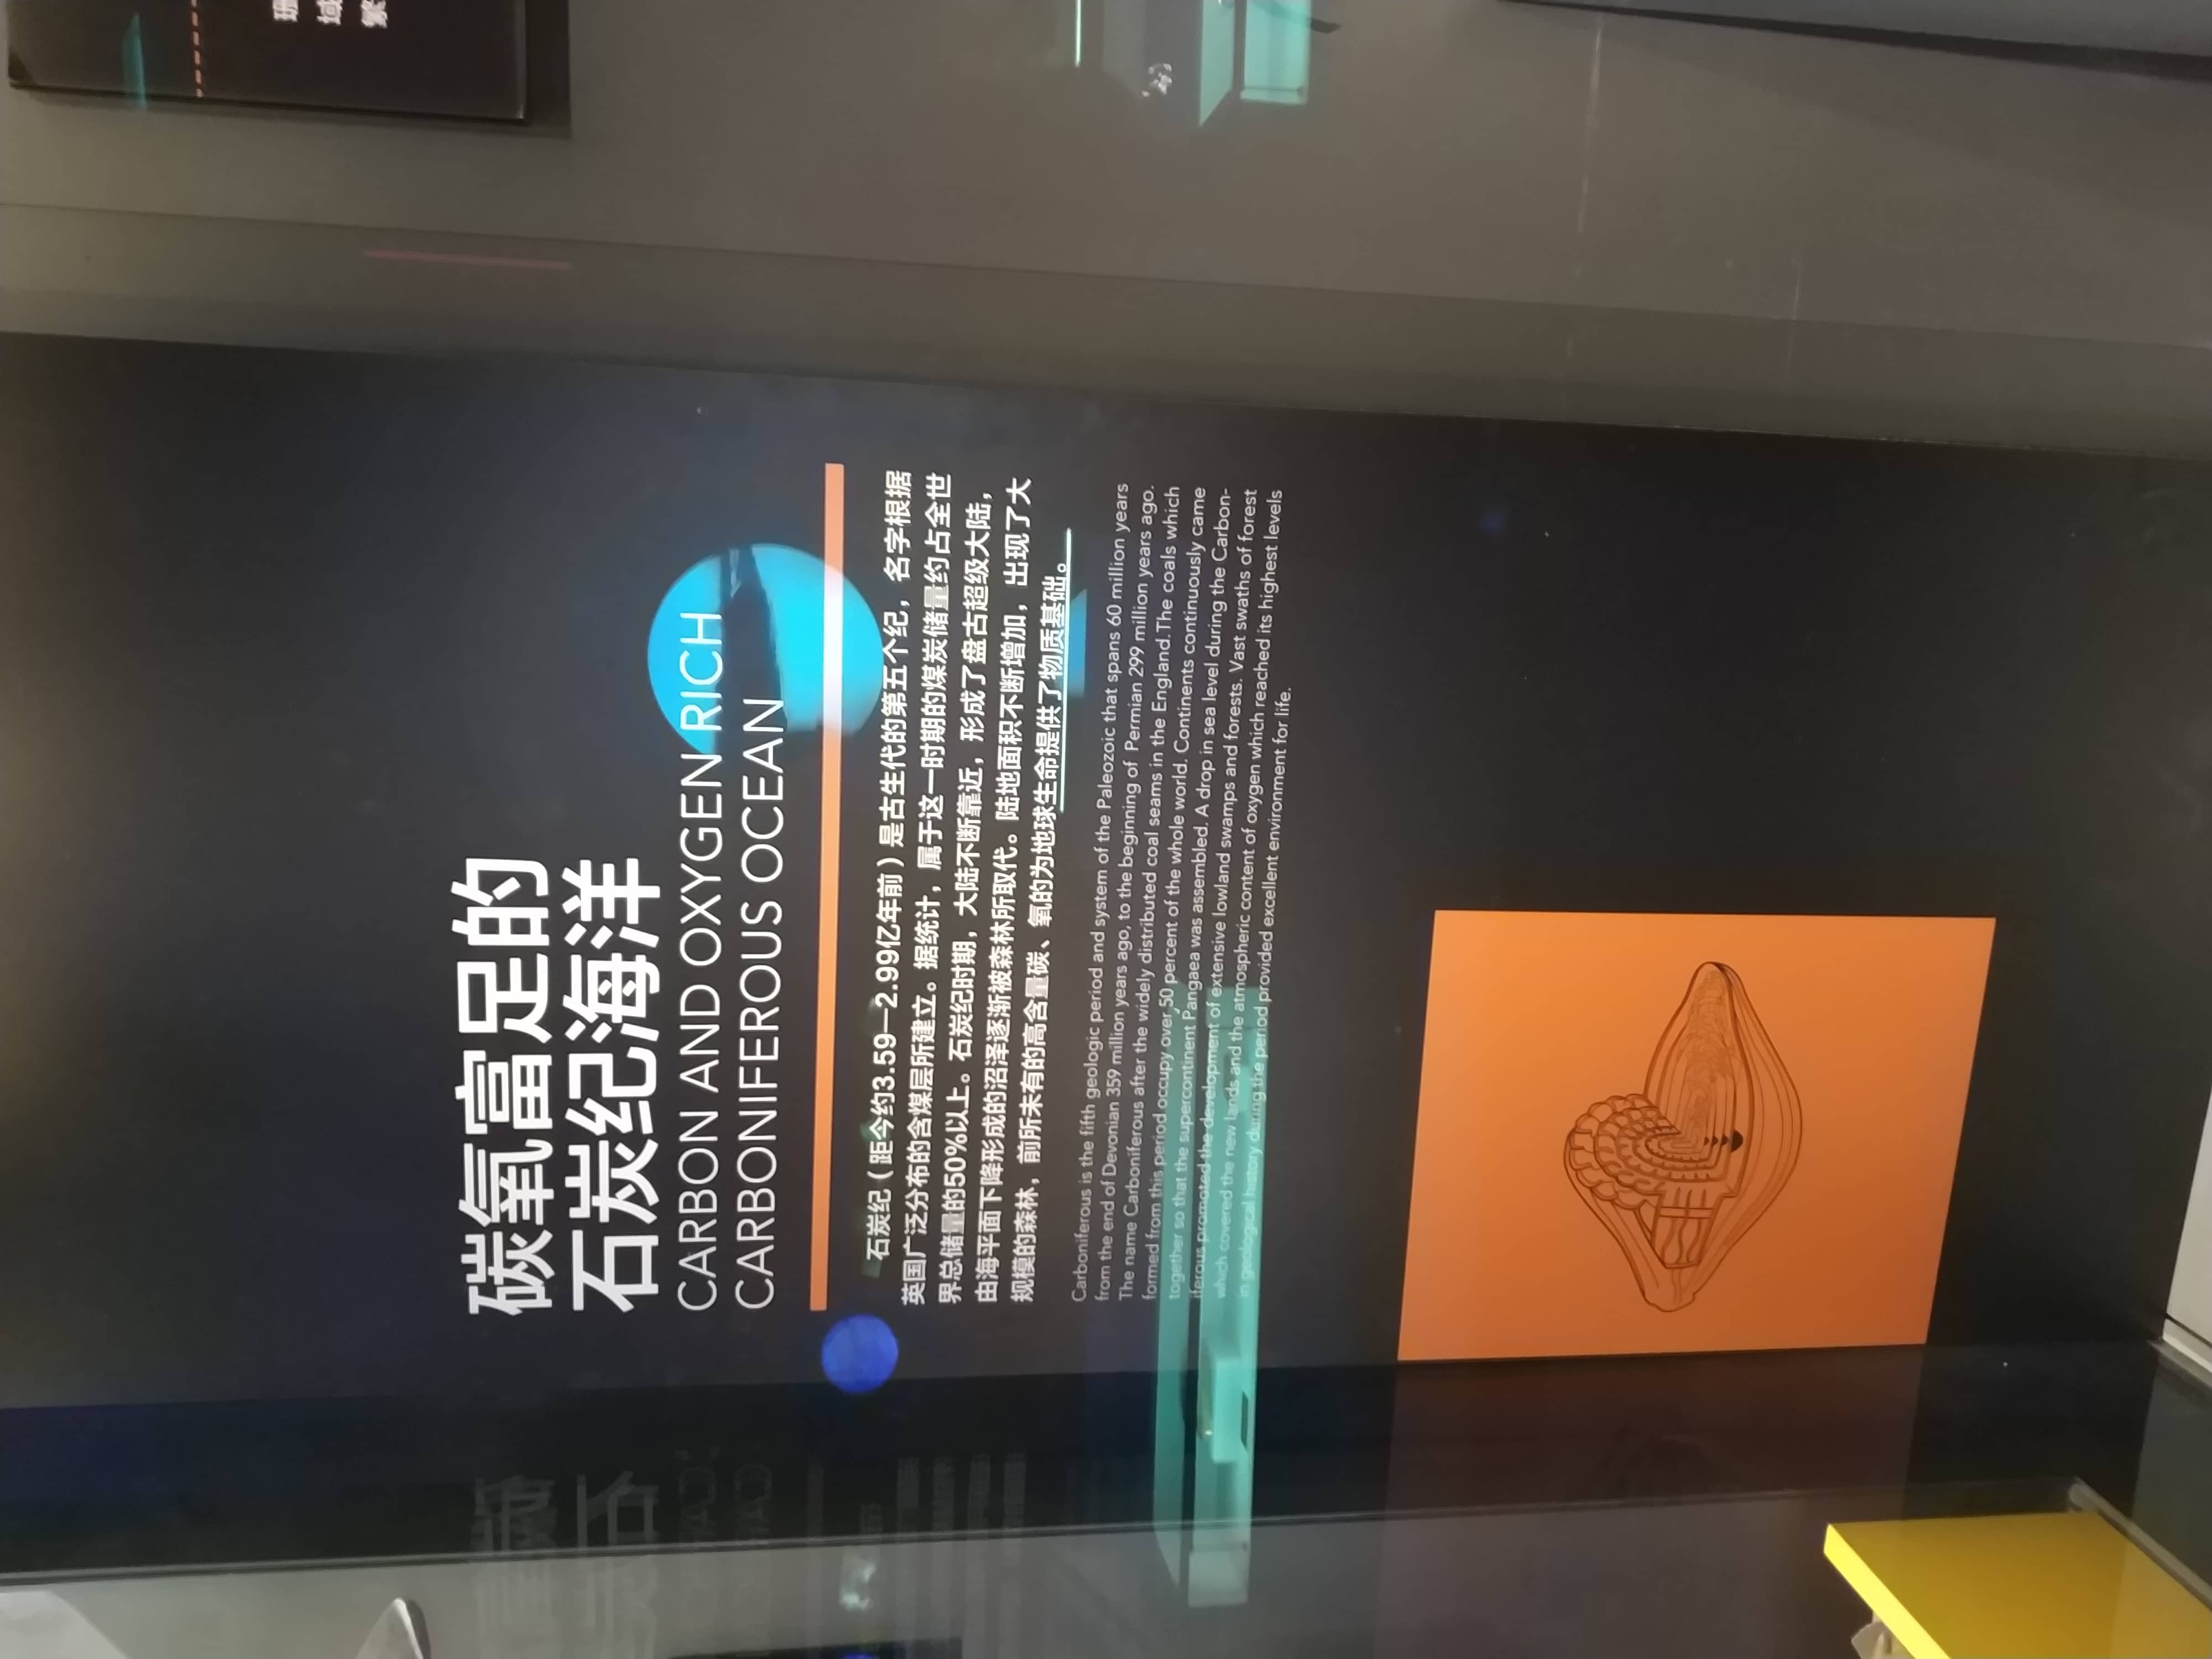 碳氧富足的
石炭纪海洋
CARBON AND OXYGEN RICH
CARBONIFEROUS OCEAN
石炭纪（距今约3.59—2.99亿年前）是古生代的第五个纪，名字根据
英国广泛分布的含煤层所建立。据统计，属于这一时期的煤炭储量约占全世
界总储量的50%以上。石炭纪时期，大陆不断靠近，形成了盘古超级大陆，
由海平面下降形成的沼泽逐渐被森林所取代。陆地面积不断增加，出现了大
规模的森林，前所未有的高含量碳、氧的为地球生命提供了物质基础。
Carboniferous is the fifth geologic period and system of the Paleozoic that spans 60 million years
from the end of Devonian 359 million years ago, to the beginning of Permian 299 million years ago.
The name Carboniferous after the widely distributed coal seams in the England.The coals which
formed from this period occupy over 50 percent of the whole world. Continents continuously came
together so that the supercontinent Pangaea was assembled. A drop in sea level during the Carbon-
iferous promoted the development of extensive lowland swamps and forests. Vast swaths of forest
which covered the new lands and the atmospheric content of oxygen which reached its highest levels
in geological history during the period provided excellent environment for life.
域
繁